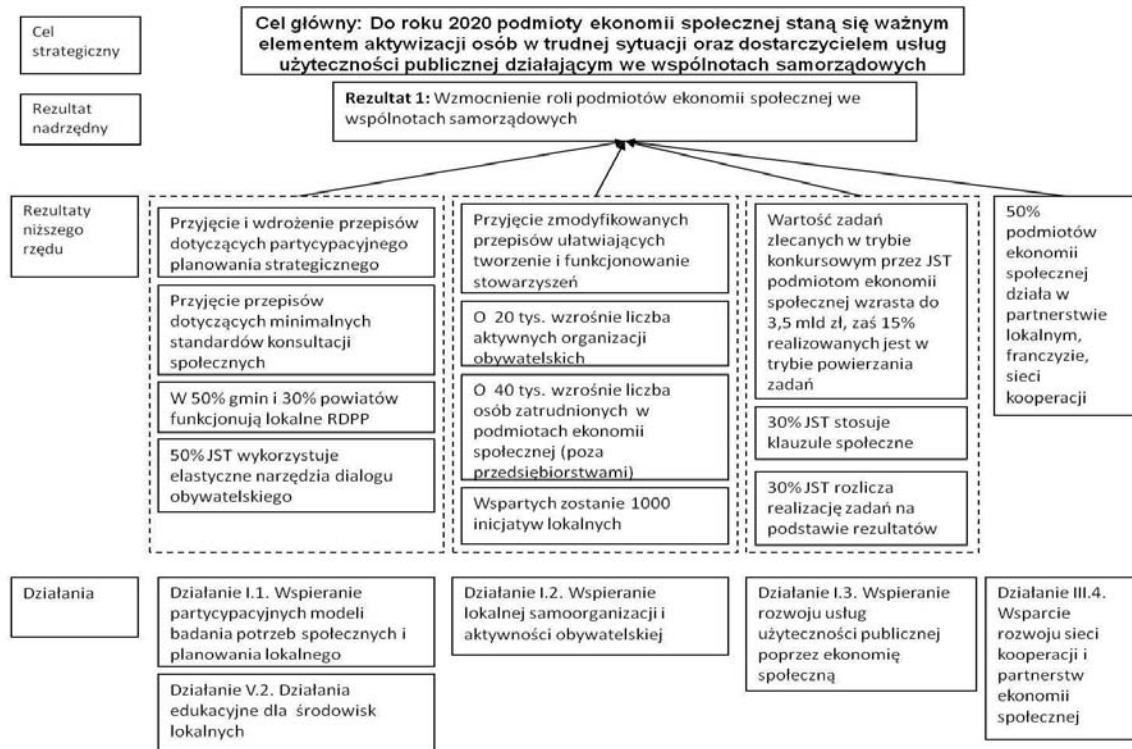 Cel
strategiczny
Cel główny: Do roku 2020 podmioty ekonomii społecznej staną się ważnym
elementem aktywizacji osób w trudnej sytuacji oraz dostarczycielem usług
użyteczności publicznej działającym we wspólnotach samorządowych
Rezultat
nadrzędny
Rezultat 1: Wzmocnienie roli podmiotów ekonomii społecznej we
wspólnotach samorządowych
Rezultaty
niższego
rzędu
Przyjęcie i wdrożenie przepisów
dotyczących partycypacyjnego
planowania strategicznego
Przyjęcie przepisów
dotyczących minimalnych
standardów konsultacji
społecznych
W 50% gmin i 30% powiatów
funkcjonują lokalne RDPP
50% JST wykorzystuje
elastyczne narzędzia dialogu
obywatelskiego
Przyjęcie zmodyfikowanych
przepisów ułatwiających
tworzenie i funkcjonowanie
stowarzyszeń
O 20 tys. wzrośnie liczba
aktywnych organizacji
obywatelskich
O 40 tys. wzrośnie liczba
osób zatrudnionych w
podmiotach ekonomii
społecznej (poza
przedsiębiorstwami)
Wspartych zostanie 1000
inicjatyw lokalnych
Wartość zadań
zlecanych w trybie
konkursowym przez JST
podmiotom ekonomii
społecznej wzrasta do
3,5 mld zł, zaś 15%
realizowanych jest w
trybie powierzania
zadań
30% JST stosuje
klauzule społeczne
30% JST rozlicza
realizację zadań na
podstawie rezultatów
50%
podmiotów
ekonomii
społecznej
działa w
partnerstwie
lokalnym,
franczyzie,
sieci
kooperacji
Działania
Działanie I.1. Wspieranie
partycypacyjnych modeli
badania potrzeb społecznych i
planowania lokalnego
Działanie V.2. Działania
edukacyjne dla środowisk
lokalnych
Działanie I.2. Wspieranie
lokalnej samoorganizacji i
aktywności obywatelskiej
Działanie I.3. Wspieranie
rozwoju usług
użyteczności publicznej
poprzez ekonomię
społeczną
Działanie III.4.
Wsparcie
rozwoju sieci
kooperacji i
partnerstw
ekonomii
społecznej